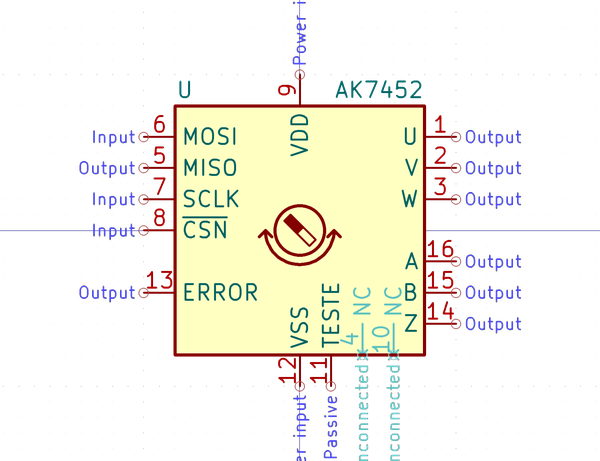 Power i
9
U
AK7452
VDD
Input 6 MOSI
U 1 Output
Output 5 MISO
V 2 Output
Input 7 SCLK
W 3 Output
Input 8 CSN
A 16 Output
Output 13 ERROR
B 15 Output
Z 14 Output
VSS
TESTE
NC
NC
12
11
4
10
er input
Passive
nconnected
nconnected